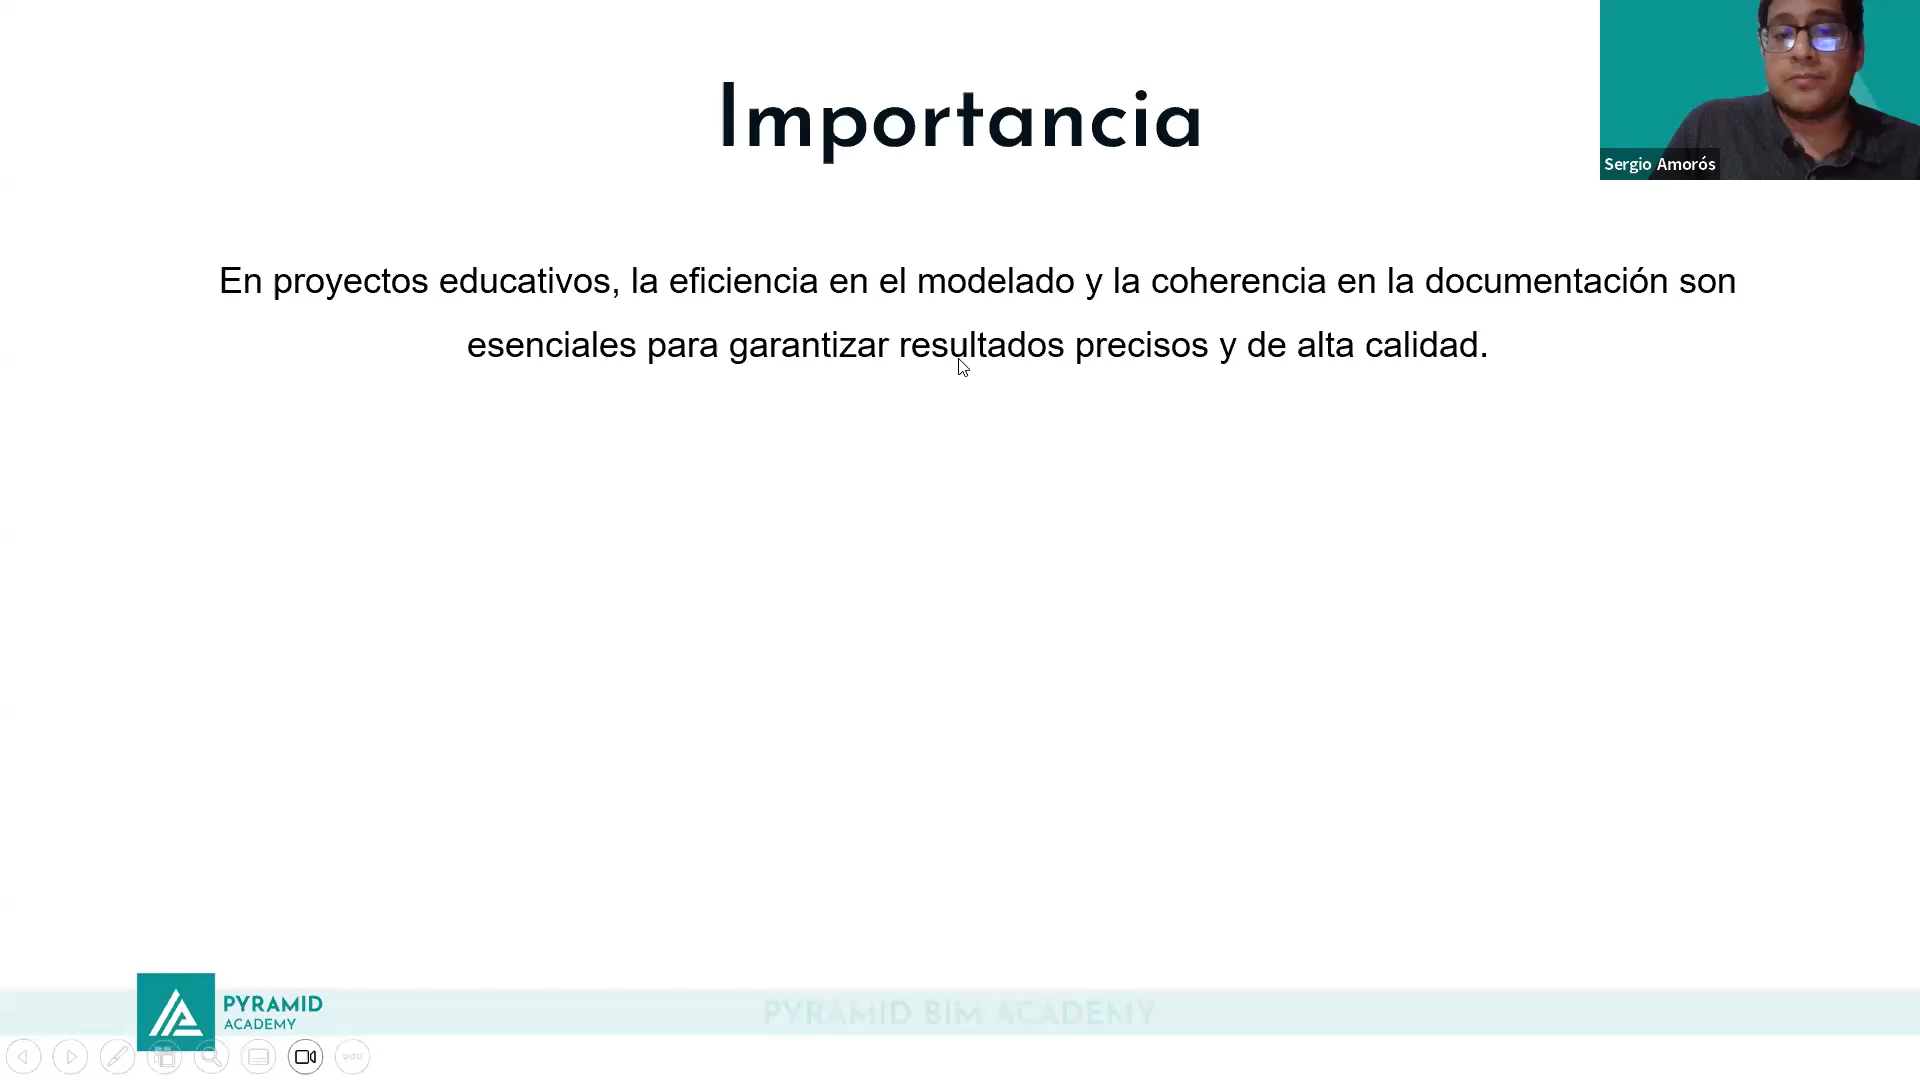 Importancia
Sergio Amorós
En proyectos educativos, la eficiencia en el modelado y la coherencia en la documentación son
esenciales para garantizar resultados precisos y de alta calidad.
PYRAMID
ACADEMY
PYRAMID BIM ACADEMY